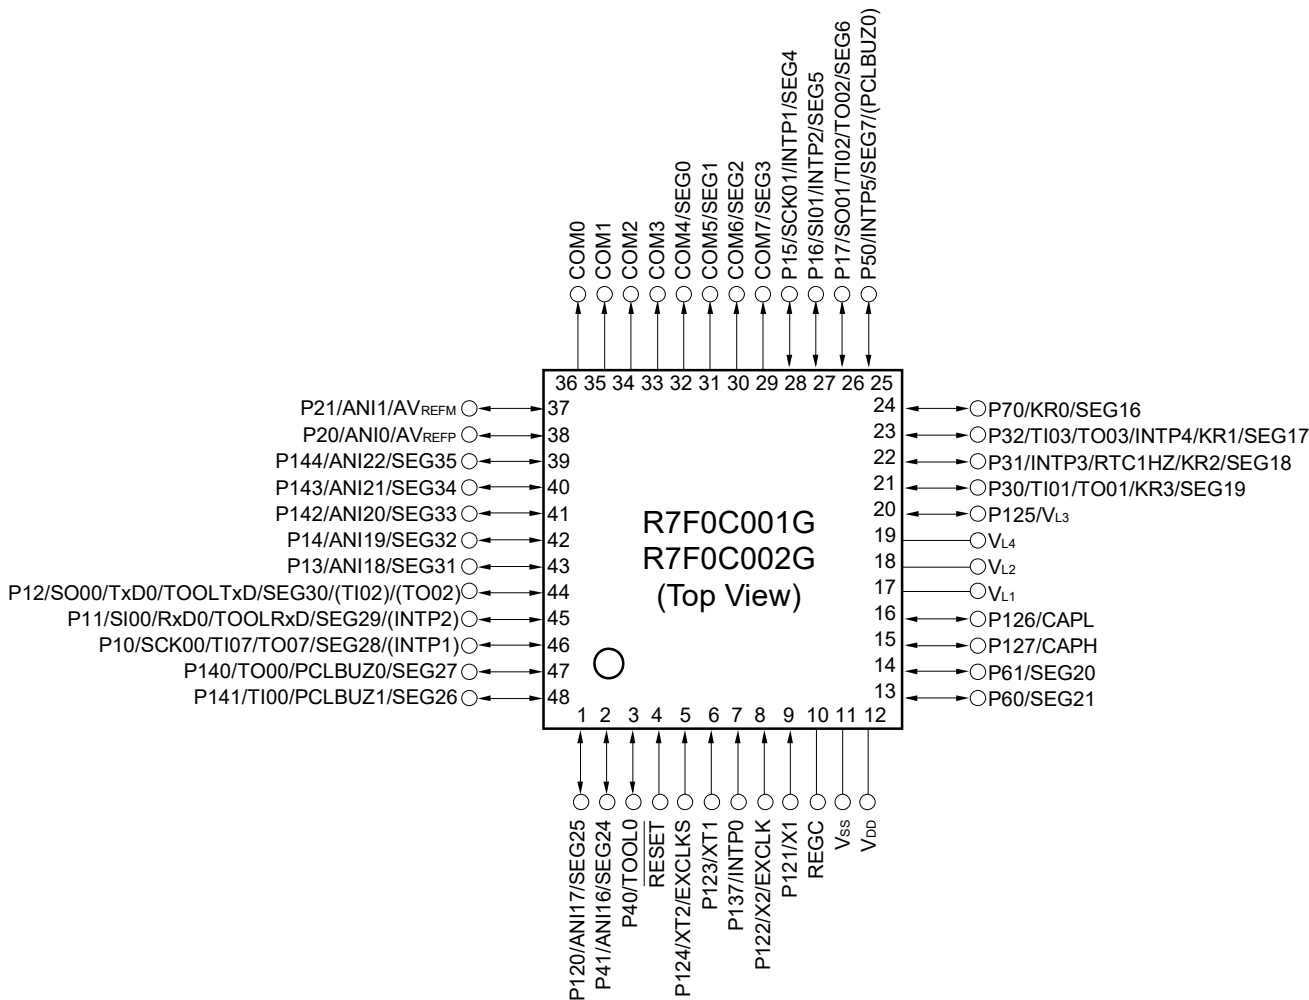 COM0
COM1
COM2
COM3
COM4/SEG0
COM5/SEG1
COM6/SEG2
COM7/SEG3
P15/SCK01/INTP1/SEG4
P16/SI01/INTP2/SEG5
P17/SO01/TI02/TO02/SEG6
P50/INTP5/SEG7/(PCLBUZ0)
36 35 34 33 32 31 30 29 28 27 26 25
P21/ANI1/AVREFM 37
P20/ANI0/AVREFP 38
P144/ANI22/SEG35 39
P143/ANI21/SEG34 40
P142/ANI20/SEG33 41
P14/ANI19/SEG32 42
P13/ANI18/SEG31 43
P12/SO00/TxD0/TOOLTxD/SEG30/(TI02)/(TO02) 44
P11/SI00/RxD0/TOOLRxD/SEG29/(INTP2) 45
P10/SCK00/TI07/TO07/SEG28/(INTP1) 46
P140/TO00/PCLBUZ0/SEG27 47
P141/TI00/PCLBUZ1/SEG26 48
R7F0C001G
R7F0C002G
(Top View)
24 P70/KR0/SEG16
23 P32/TI03/TO03/INTP4/KR1/SEG17
22 P31/INTP3/RTC1HZ/KR2/SEG18
21 P30/TI01/TO01/KR3/SEG19
20 P125/VL3
19 VL4
18 VL2
17 VL1
16 P126/CAPL
15 P127/CAPH
14 P61/SEG20
13 P60/SEG21
1 2 3 4 5 6 7 8 9 10 11 12
P120/ANI17/SEG25
P41/ANI16/SEG24
P40/TOOL0
RESET
P124/XT2/EXCLKS
P123/XT1
P137/INTP0
P122/X2/EXCLK
P121/X1
REGC
VSS
VDD